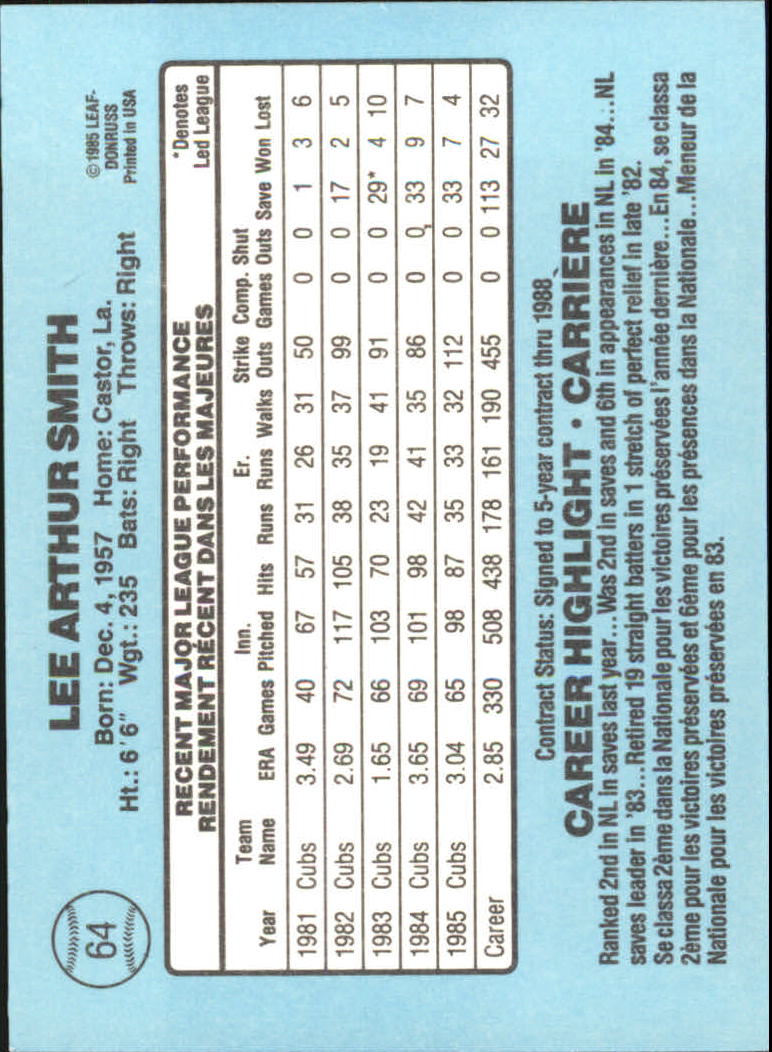 64
LEE ARTHUR SMITH
©1985 LEAF-
DONRUSS
Printed in USA
Born: Dec. 4, 1957 Home: Castor, La.
Ht.: 6'6" Wgt.: 235 Bats: Right Throws: Right
RECENT MAJOR LEAGUE PERFORMANCE
RENDEMENT RÉCENT DANS LES MAJEURES
*Denotes
Led League
Team Inn. Er. Strike Comp. Shut
Year Name ERA Games Pitched Hits Runs Runs Walks Outs Games Outs Save Won Lost
1981 Cubs 3.49 40 67 57 31 26 31 50 0 0 1 3 6
1982 Cubs 2.69 72 117 105 38 35 37 99 0 0 17 2 5
1983 Cubs 1.65 66 103 70 23 19 41 91 0 0 29* 4 10
1984 Cubs 3.65 69 101 98 42 41 35 86 0 0 33 9 7
1985 Cubs 3.04 65 98 87 35 33 32 112 0 0 33 7 4
Career 2.85 330 508 438 178 161 190 455 0 0 113 27 32
Contract Status: Signed to 5-year contract thru 1988
CAREER HIGHLIGHT • CARRIÈRE
Ranked 2nd in NL in saves last year... Was 2nd in saves and 6th in appearances in NL in '84...NL
saves leader in '83...Retired 19 straight batters in 1 stretch of perfect relief in late '82.
Se classa 2ème dans la Nationale pour les victoires préservées l'année dernière... En 84, se classa
2ème pour les victoires préservées et 6ème pour les présences dans la Nationale...Meneur de la
Nationale pour les victoires préservées en 83.